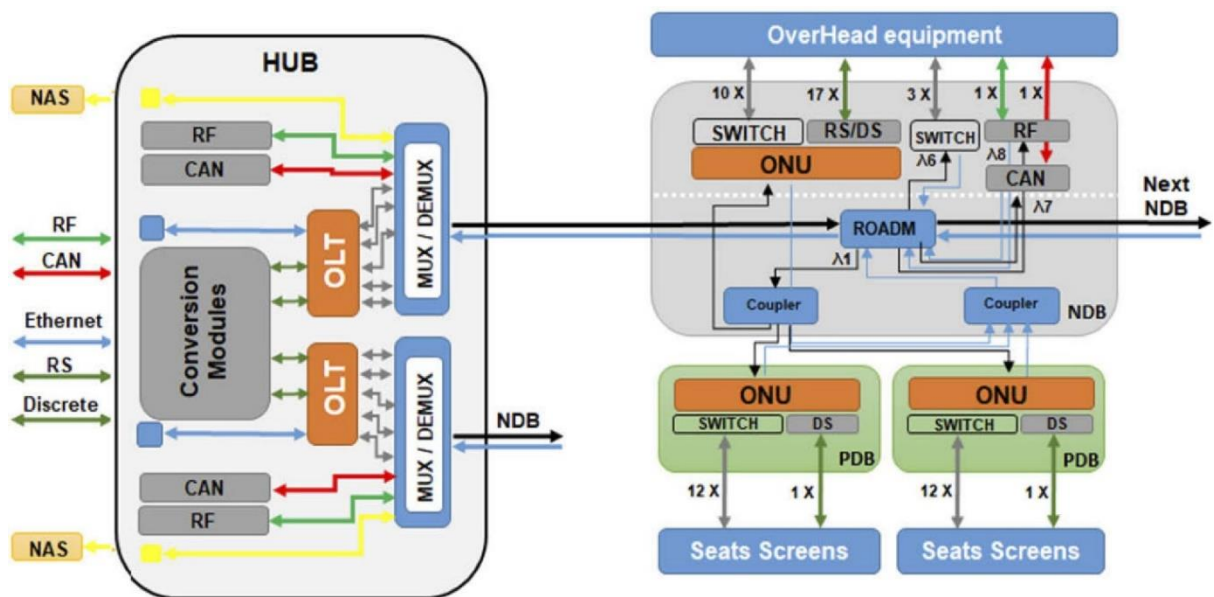 OverHead equipment
HUB
NAS
10 X
17 X
3 X
1 X
1 X
RF
CAN
SWITCH
RS/DS
SWITCH
RF
ONU
λ6
λ8
CAN
λ7
MUX / DEMUX
Next
NDB
RF
CAN
Ethernet
RS
Discrete
OLT
Conversion
Modules
ROADM
λ1
Coupler
Coupler
NDB
OLT
MUX / DEMUX
NDB
ONU
SWITCH
DS
PDB
ONU
SWITCH
DS
PDB
CAN
RF
NAS
12 X
1 X
12 X
1 X
Seats Screens
Seats Screens